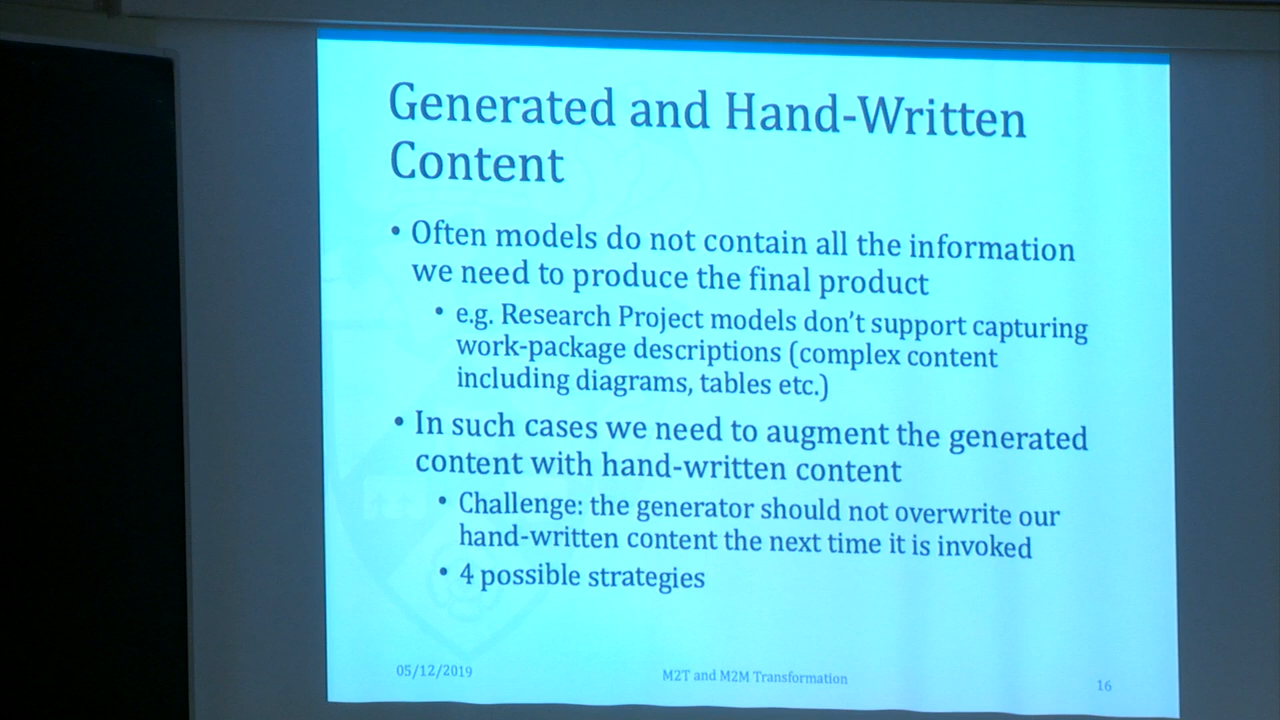 Generated and Hand-Written
Content
• Often models do not contain all the information
we need to produce the final product
• e.g. Research Project models don't support capturing
work-package descriptions (complex content
including diagrams, tables etc.)
• In such cases we need to augment the generated
content with hand-written content
• Challenge: the generator should not overwrite our
hand-written content the next time it is invoked
• 4 possible strategies
05/12/2019
M2T and M2M Transformation
16